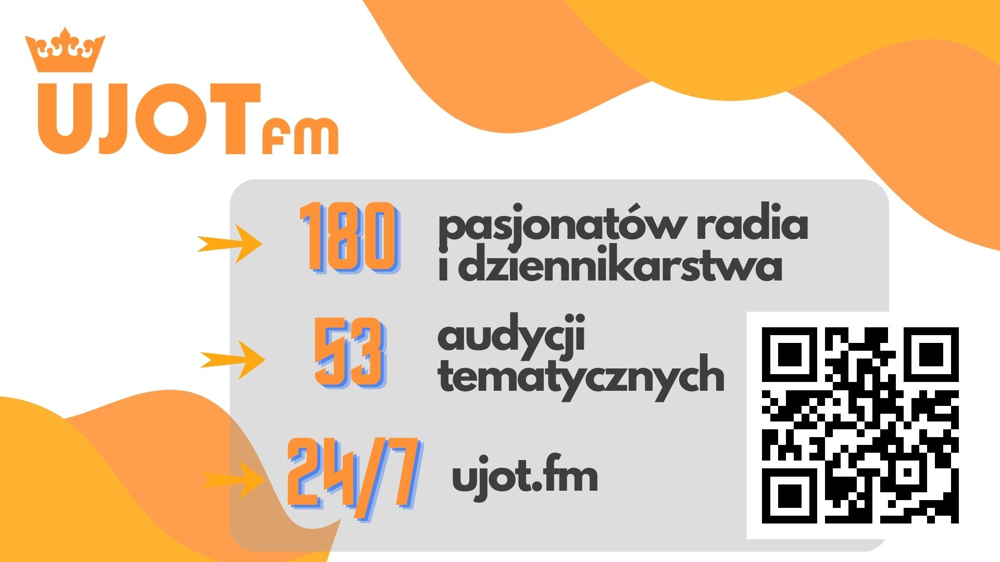 UJOT fm
180 pasjonatów radia
i dziennikarstwa
53 audycji
tematycznych
24/7 ujot.fm